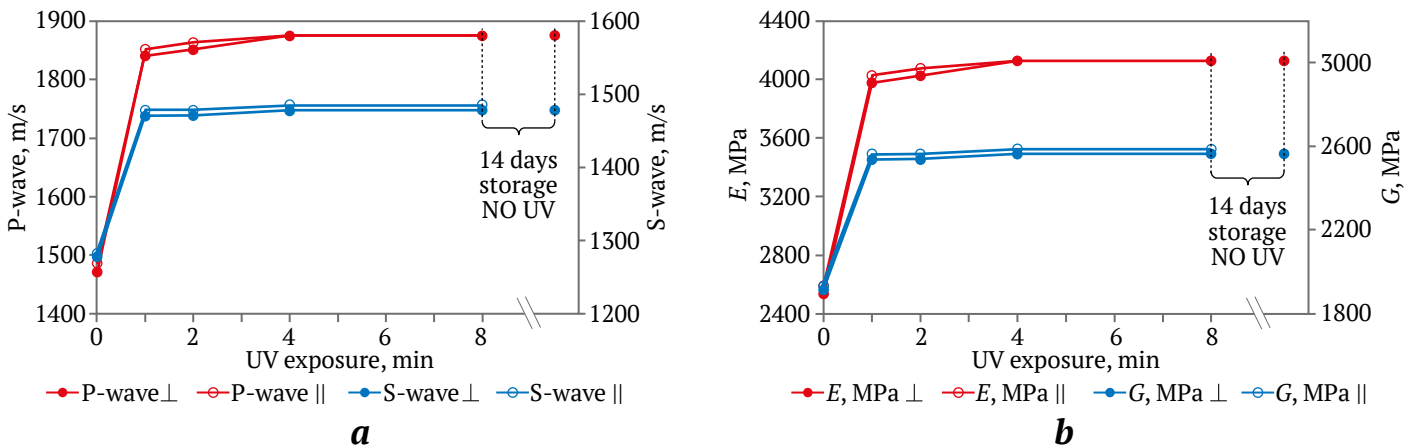 1900
1800
1700
1600
1500
1400
P-wave, m/s
1600
1500
1400
1300
1200
S-wave, m/s
14 days
storage
NO UV
0 2 4 6 8
UV exposure, min
P-wave⊥ P-wave || S-wave⊥ S-wave ||
a
4400
4000
3600
3200
2800
2400
E, MPa
3000
2600
2200
1800
G, MPa
14 days
storage
NO UV
0 2 4 6 8
UV exposure, min
E, MPa ⊥ E, MPa || G, MPa ⊥ G, MPa ||
b